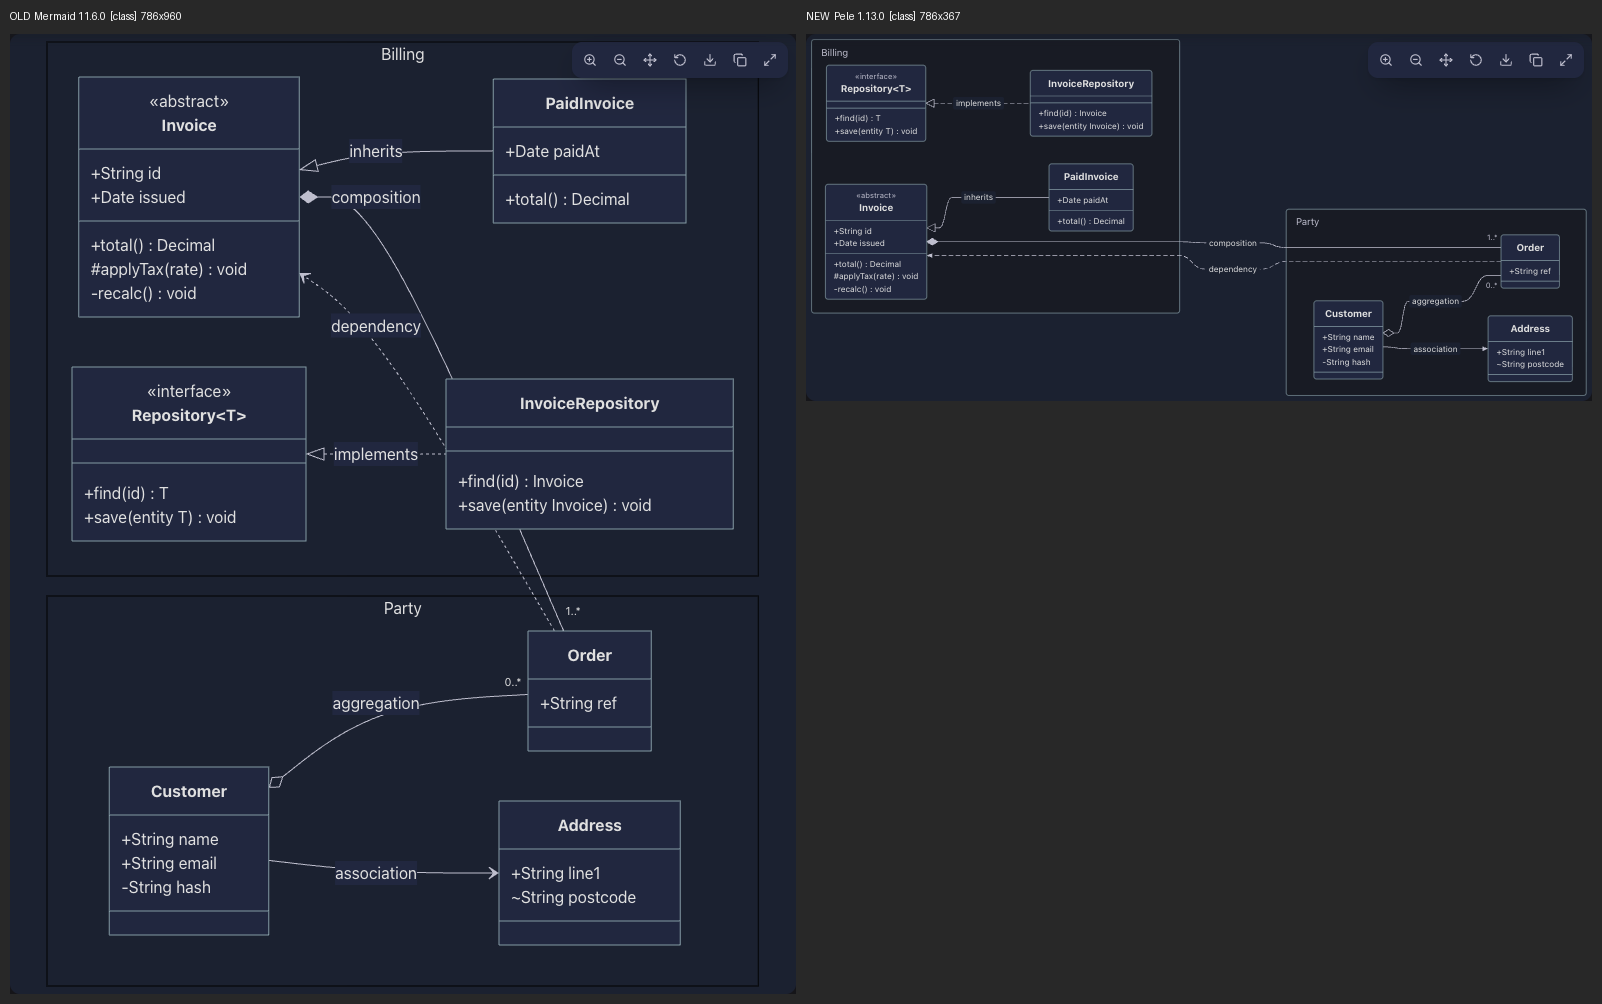 OLD Mermaid 11.6.0 [class] 786x960
Billing
«abstract»
Invoice
+String id
+Date issued
+total() : Decimal
#applyTax(rate) : void
-recalc() : void
inherits
composition
PaidInvoice
+Date paidAt
+total() : Decimal
dependency
«interface»
Repository<T>
+find(id) : T
+save(entity T) : void
implements
InvoiceRepository
+find(id) : Invoice
+save(entity Invoice) : void
Party
1..*
Order
+String ref
0..*
aggregation
Customer
+String name
+String email
-String hash
association
Address
+String line1
~String postcode
NEW Pele 1.13.0 [class] 786x367
Billing
«interface»
Repository<T>
+find(id) : T
+save(entity T) : void
implements
InvoiceRepository
+find(id) : Invoice
+save(entity Invoice) : void
«abstract»
Invoice
+String id
+Date issued
+total() : Decimal
#applyTax(rate) : void
-recalc() : void
inherits
PaidInvoice
+Date paidAt
+total() : Decimal
composition
dependency
Party
1..*
Order
+String ref
0..*
aggregation
Customer
+String name
+String email
-String hash
association
Address
+String line1
~String postcode